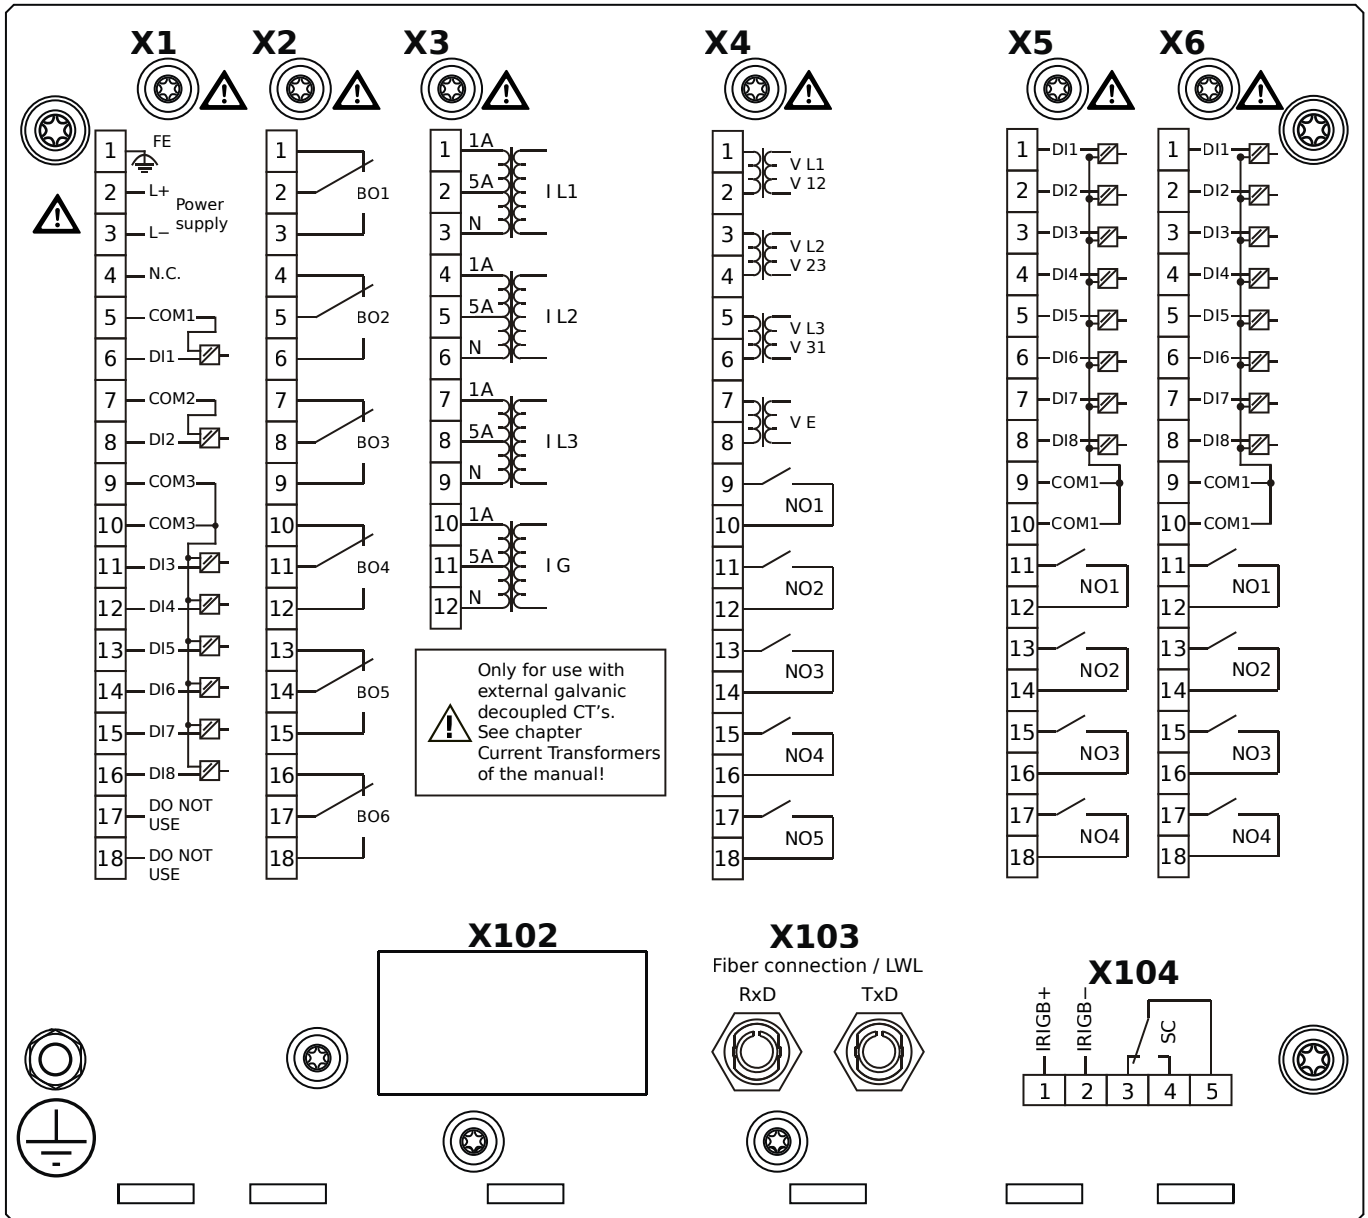 X1
X2
X3
X4
X5
X6
1 FE
2 L+
Power
supply
3 L−
4 N.C.
5 COM1
6 DI1
7 COM2
8 DI2
9 COM3
10 COM3
11 DI3
12 DI4
13 DI5
14 DI6
15 DI7
16 DI8
17 DO NOT
USE
18 DO NOT
USE
1
2 BO1
3
4
5 BO2
6
7
8 BO3
9
10
11 BO4
12
13
14 BO5
15
16
17 BO6
18
1 1A
2 5A I L1
3 N
4 1A
5 5A I L2
6 N
7 1A
8 5A I L3
9 N
10 1A
11 5A I G
12 N
Only for use with
external galvanic
decoupled CT's.
See chapter
Current Transformers
of the manual!
1 V L1
2 V 12
3 V L2
4 V 23
5 V L3
6 V 31
7
V E
8
9
NO1
10
11
NO2
12
13
NO3
14
15
NO4
16
17
NO5
18
1 DI1
2 DI2
3 DI3
4 DI4
5 DI5
6 DI6
7 DI7
8 DI8
9 COM1
10 COM1
11
NO1
12
13
NO2
14
15
NO3
16
17
NO4
18
1 DI1
2 DI2
3 DI3
4 DI4
5 DI5
6 DI6
7 DI7
8 DI8
9 COM1
10 COM1
11
NO1
12
13
NO2
14
15
NO3
16
17
NO4
18
X102
X103
Fiber connection / LWL
RxD TxD
X104
IRIGB+
IRIGB−
SC
1 2 3 4 5